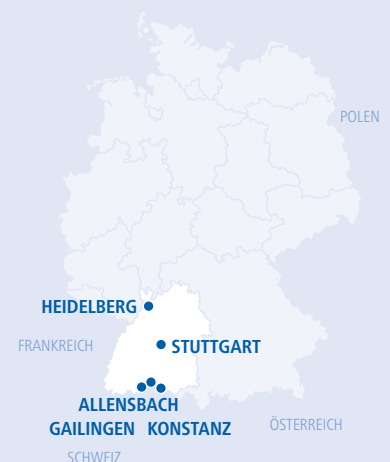 POLEN
HEIDELBERG
FRANKREICH
STUTTGART
ALLENSBACH
GAILINGEN KONSTANZ
ÖSTERREICH
SCHWEIZ